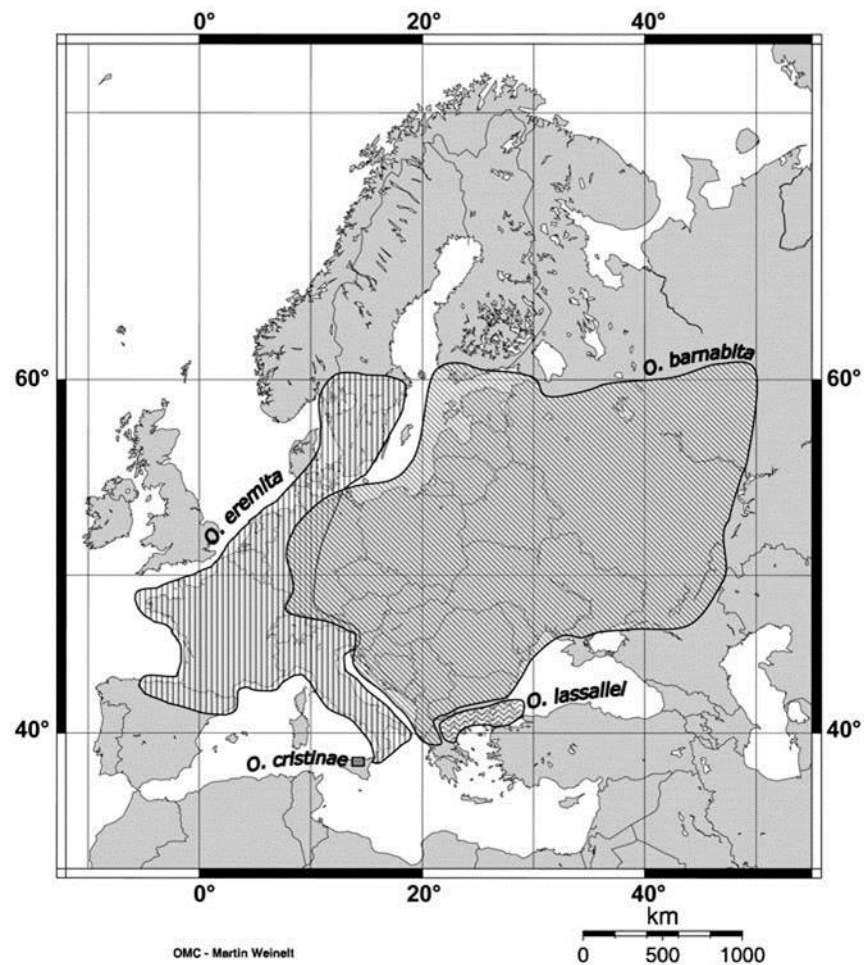 0° 20° 40°
O. barnabita
60° 60°
O. eremita
O. lassallei
40° 40°
O. cristinae
0° 20° 40°
km
OMC - Martin Weinelt
0 500 1000